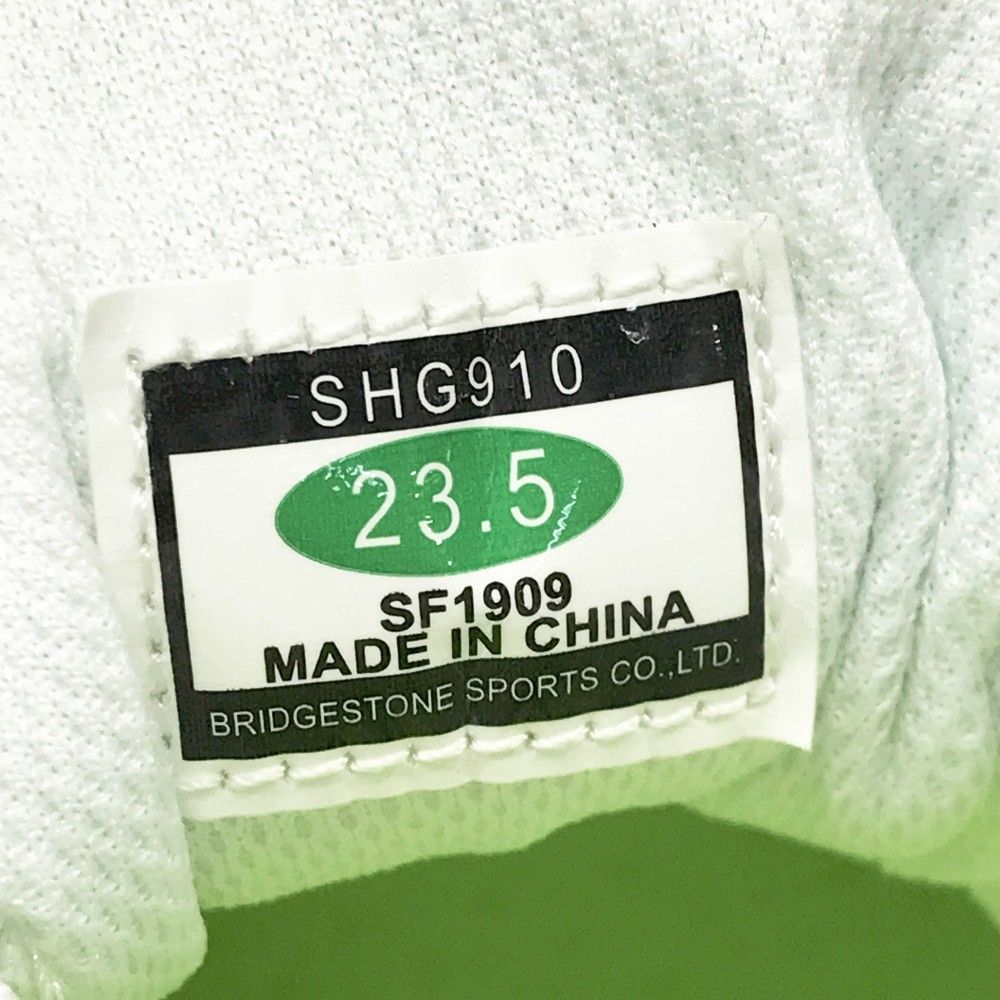 SHG910
23.5
SF1909
MADE IN CHINA
BRIDGESTONE SPORTS CO.,LTD.